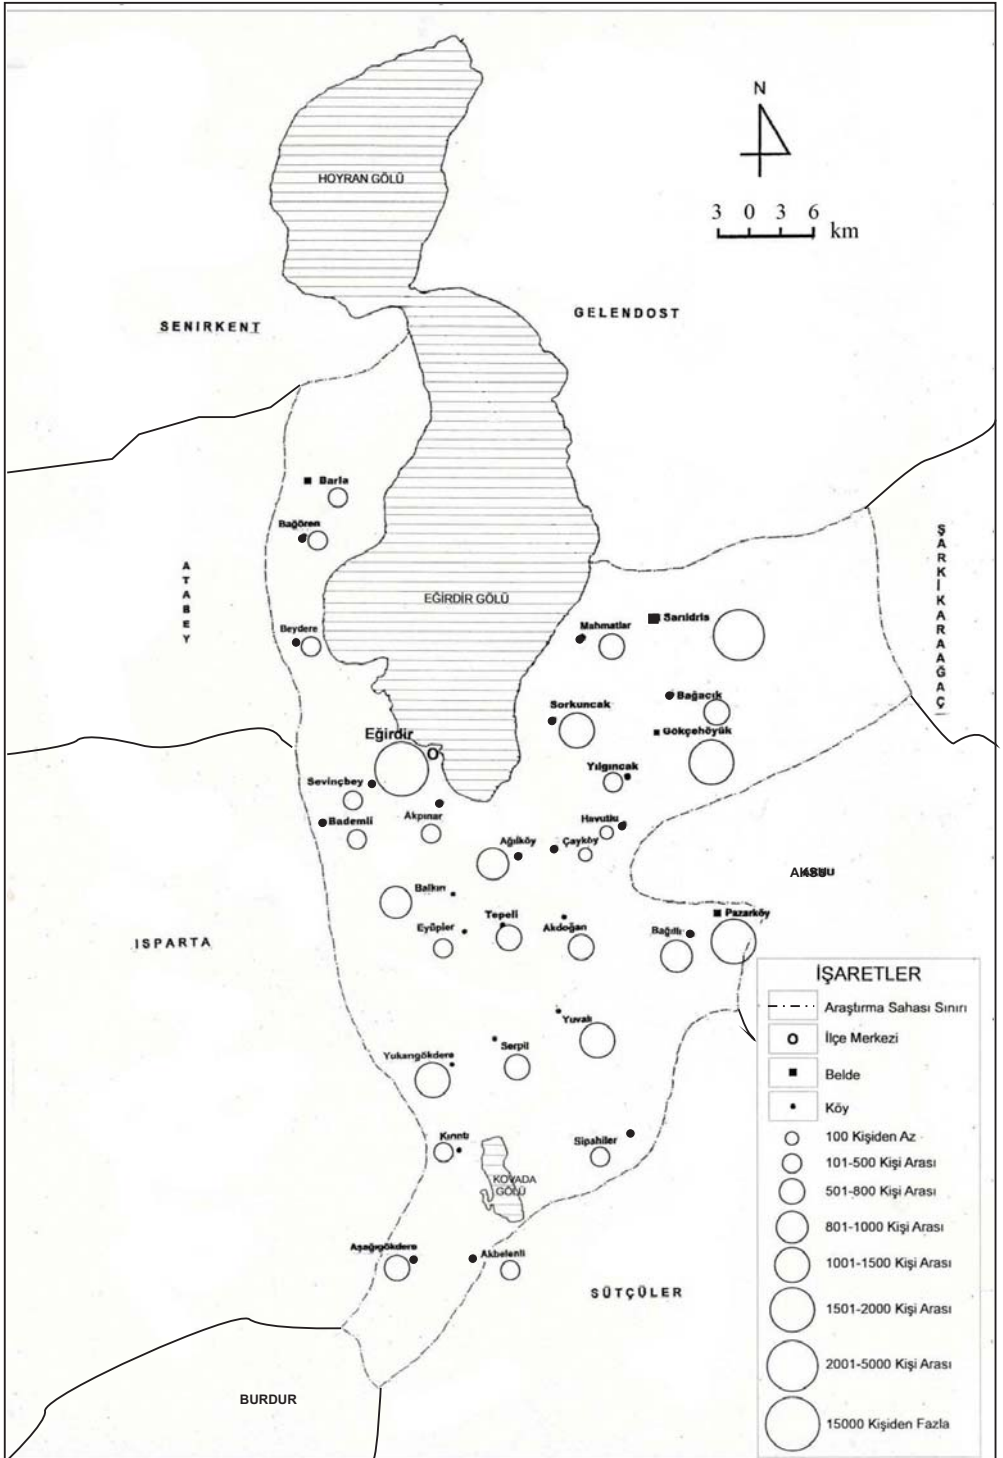 N
HOYRAN GÖLÜ
3 0 3 6
km
SENIRKENT
GELENDOST
Barla
Bağören
ATABEY
ŞARKİKARAAĞAÇ
EĞİRDİR GÖLÜ
Beydere
Mahmatlar
Sarıidris
Bağacık
Sorkuncak
Gökçehöyük
Eğirdir
Yılgıncak
Sevinçbey
Bademli
Akpınar
Havutlu
Ağılköy
Çayköy
Balkırı
Eyüpler
Tepeli
Akdoğan
Bağıllı
Pazarköy
ISPARTA
İŞARETLER
Araştırma Sahası Sınırı
İlçe Merkezi
Belde
Köy
100 Kişiden Az
101-500 Kişi Arası
501-800 Kişi Arası
801-1000 Kişi Arası
1001-1500 Kişi Arası
1501-2000 Kişi Arası
2001-5000 Kişi Arası
15000 Kişiden Fazla
Yuvalı
Serpil
Yukarıgökdere
Kırıntı
Sipahiler
KOVADA
GÖLÜ
Aşağıgökdere
Akbelenli
SÜTÇÜLER
BURDUR